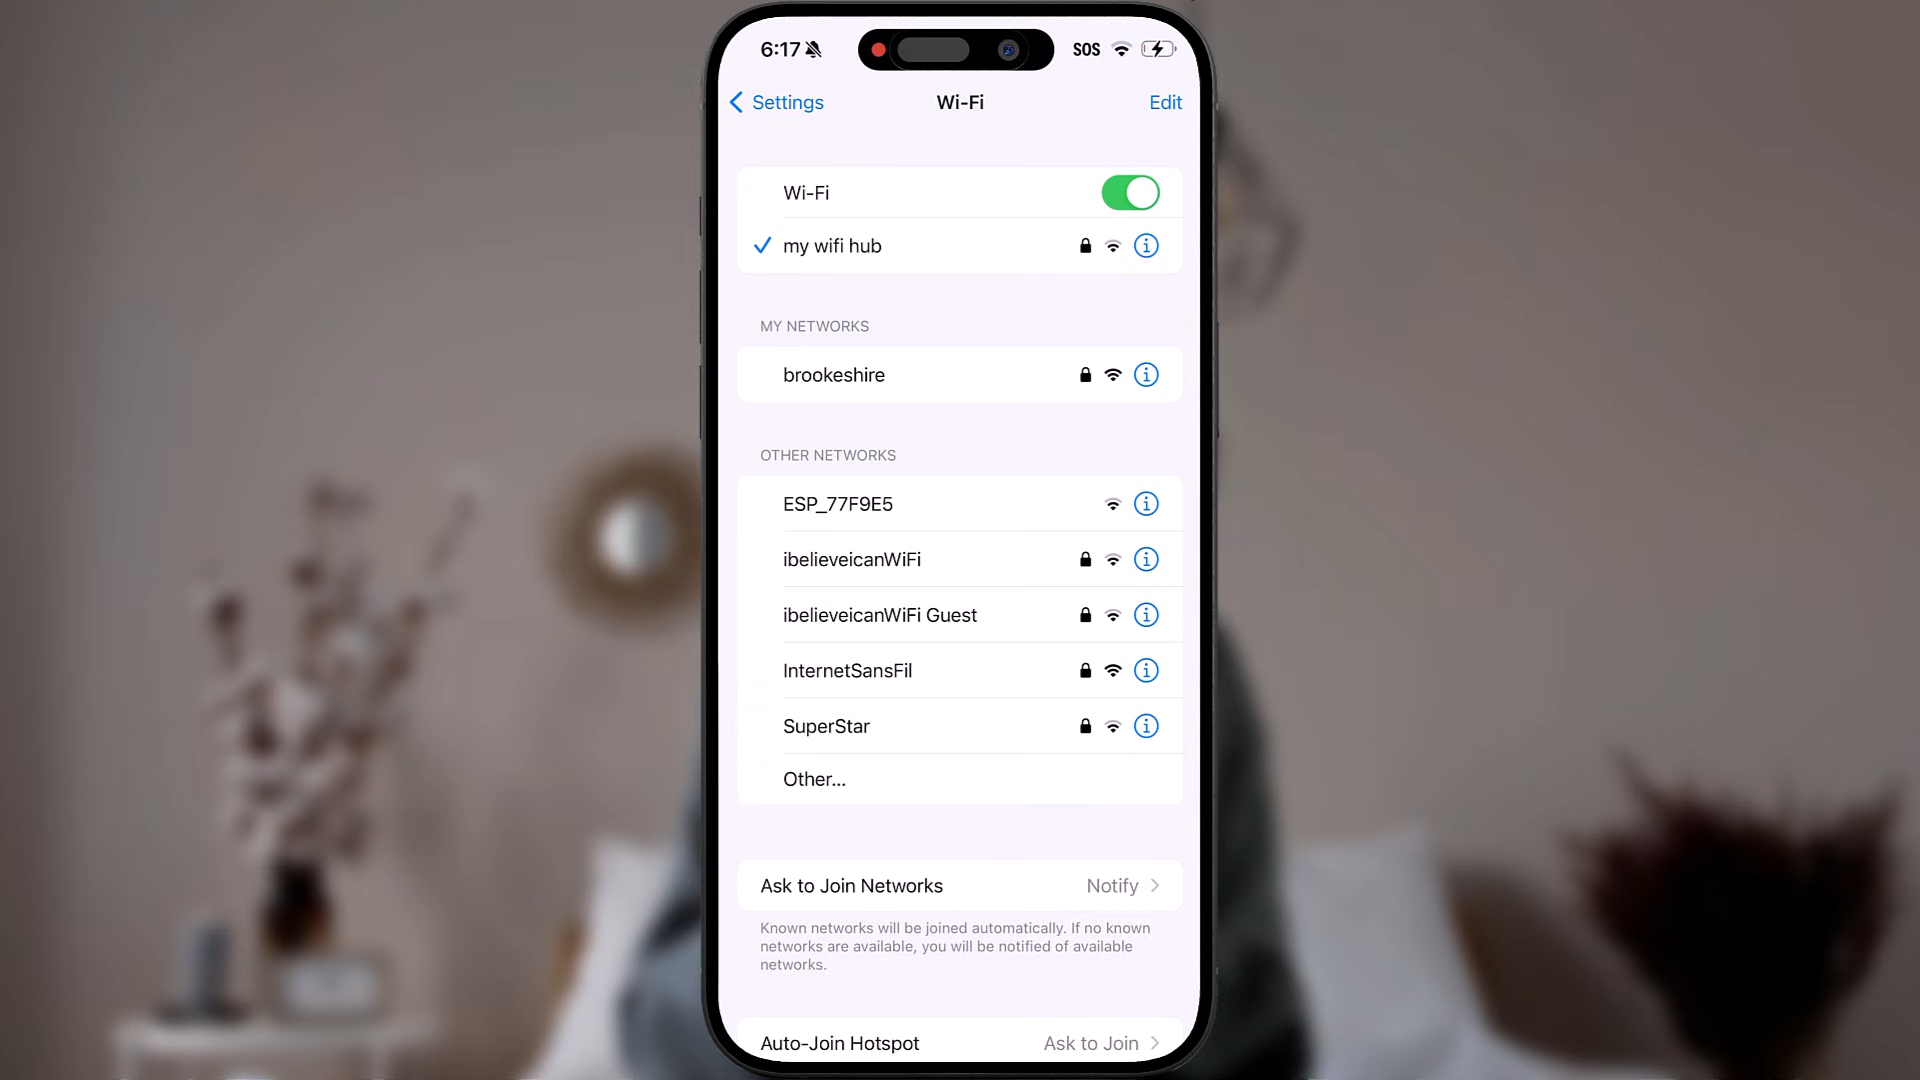 6:17
SOS
Settings
Wi-Fi
Edit
Wi-Fi
my wifi hub
MY NETWORKS
brookeshire
OTHER NETWORKS
ESP_77F9E5
ibelieveicanWiFi
ibelieveicanWiFi Guest
InternetSansFil
SuperStar
Other...
Ask to Join Networks
Notify
Known networks will be joined automatically. If no known
networks are available, you will be notified of available
networks.
Auto-Join Hotspot
Ask to Join